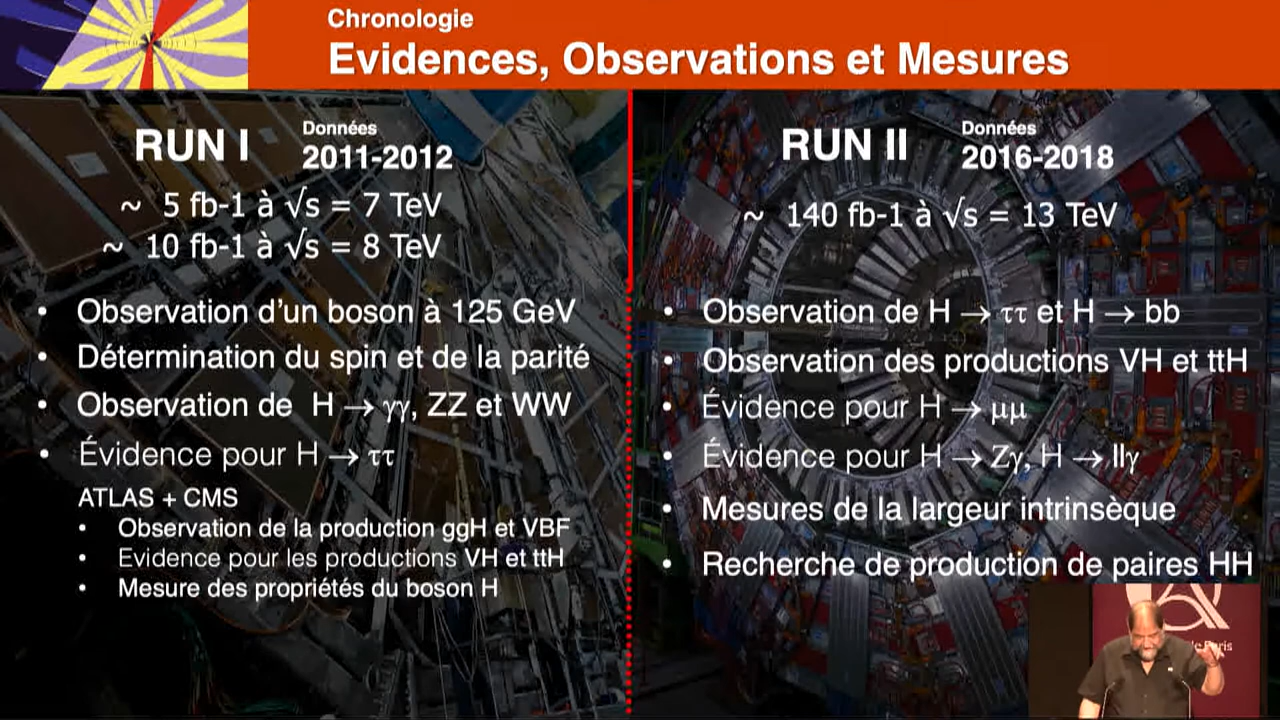 Chronologie
Evidences, Observations et Mesures
RUN I
Données
2011-2012
~ 5 fb-1 à √s = 7 TeV
~ 10 fb-1 à √s = 8 TeV
• Observation d'un boson à 125 GeV
• Détermination du spin et de la parité
• Observation de H → γγ, ZZ et WW
• Évidence pour H → ττ
ATLAS + CMS
• Observation de la production ggH et VBF
• Evidence pour les productions VH et ttH
• Mesure des propriétés du boson H
RUN II
Données
2016-2018
~ 140 fb-1 à √s = 13 TeV
• Observation de H → ττ et H → bb
• Observation des productions VH et ttH
• Évidence pour H → μμ
• Évidence pour H → Zγ, H → llγ
• Mesures de la largeur intrinsèque
• Recherche de production de paires HH
de Paris